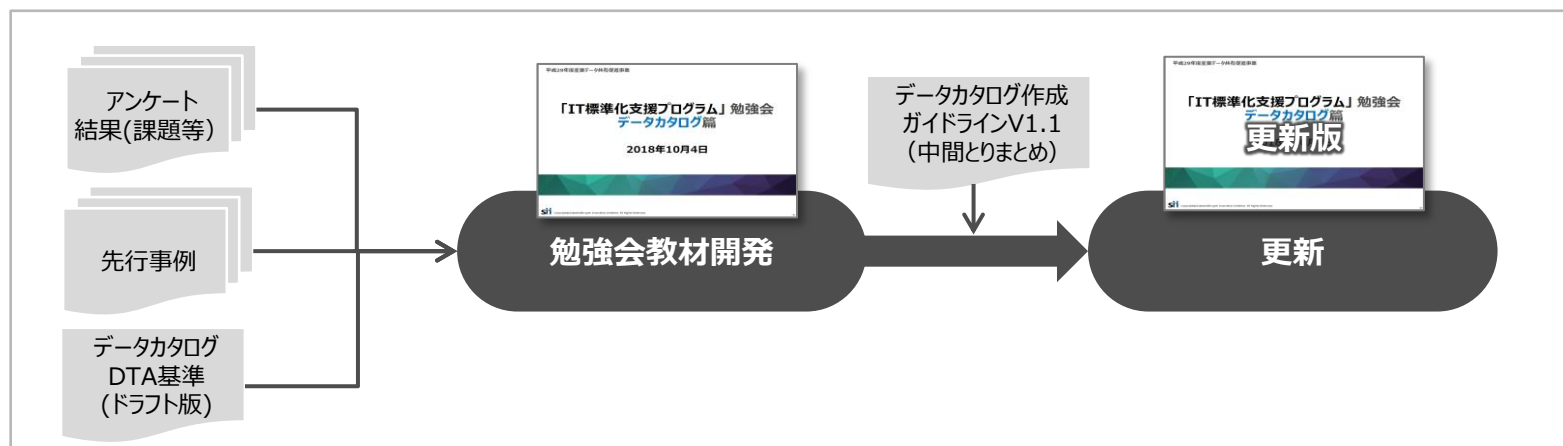 アンケート
結果(課題等)
先行事例
データカタログ
DTA基準
(ドラフト版)
「IT標準化支援プログラム」勉強会
データカタログ篇
2018年10月4日
勉強会教材開発
データカタログ作成
ガイドラインV1.1
（中間とりまとめ）
「IT標準化支援プログラム」勉強会
データカタログ篇
更新版
更新